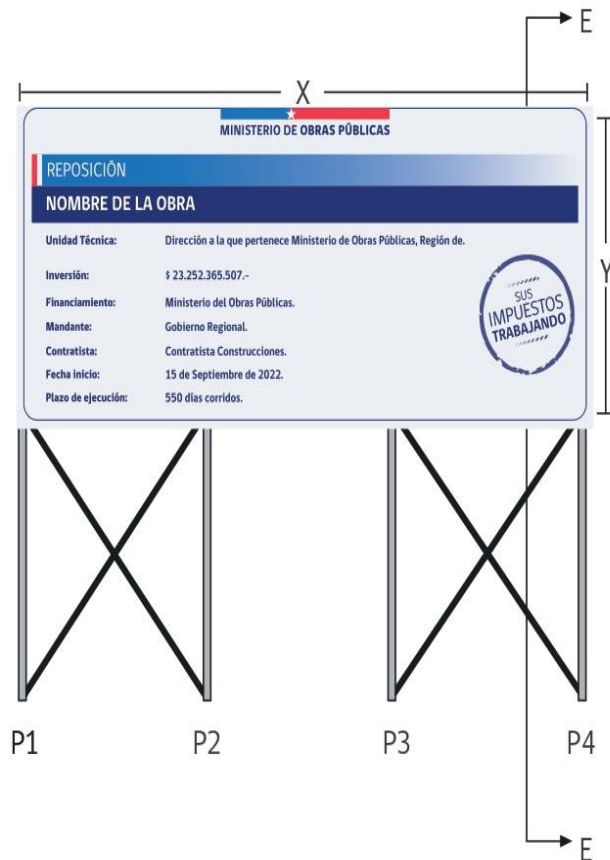 E
X
MINISTERIO DE OBRAS PÚBLICAS
REPOSICIÓN
NOMBRE DE LA OBRA
Unidad Técnica: Dirección a la que pertenece Ministerio de Obras Públicas, Región de.
Inversión: $ 23.252.365.507.-
Y
Financiamiento: Ministerio del Obras Públicas.
Mandante: Gobierno Regional.
Contratista: Contratista Construcciones.
Fecha inicio: 15 de Septiembre de 2022.
Plazo de ejecución: 550 días corridos.
SUS
IMPUESTOS
TRABAJANDO
P1 P2 P3 P4
E